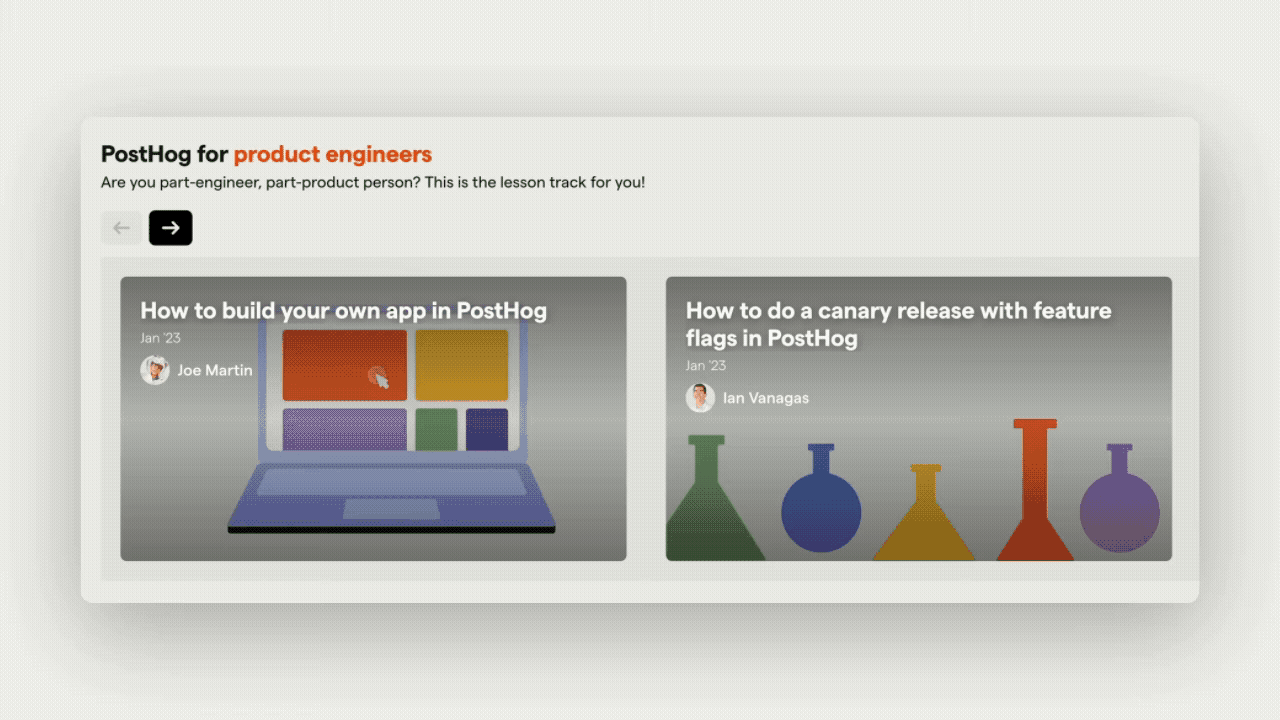 PostHog for product engineers
Are you part-engineer, part-product person? This is the lesson track for you!
How to build your own app in PostHog
Jan '23
Joe Martin
How to do a canary release with feature
flags in PostHog
Jan '23
Ian Vanagas